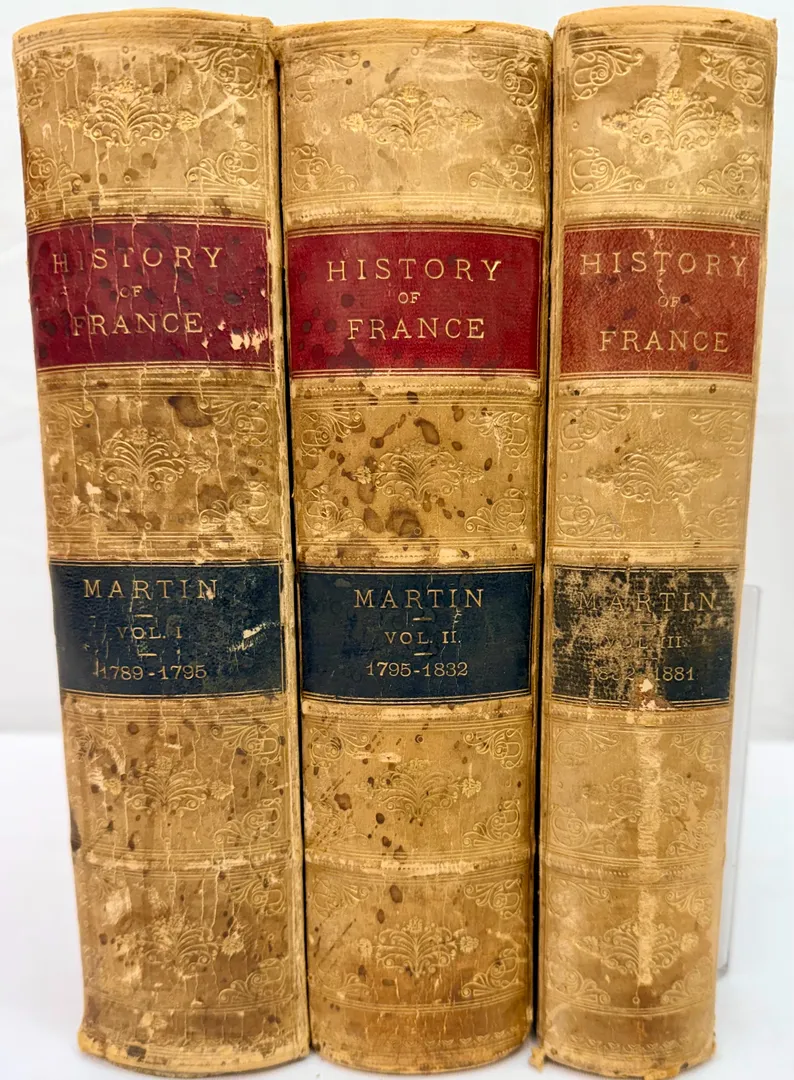 HISTORY
OF
FRANCE
MARTIN
VOL. I
1789-1795
HISTORY
OF
FRANCE
MARTIN
VOL. II.
1795-1832
HISTORY
OF
FRANCE
MARTIN
VOL. III.
1832-1881